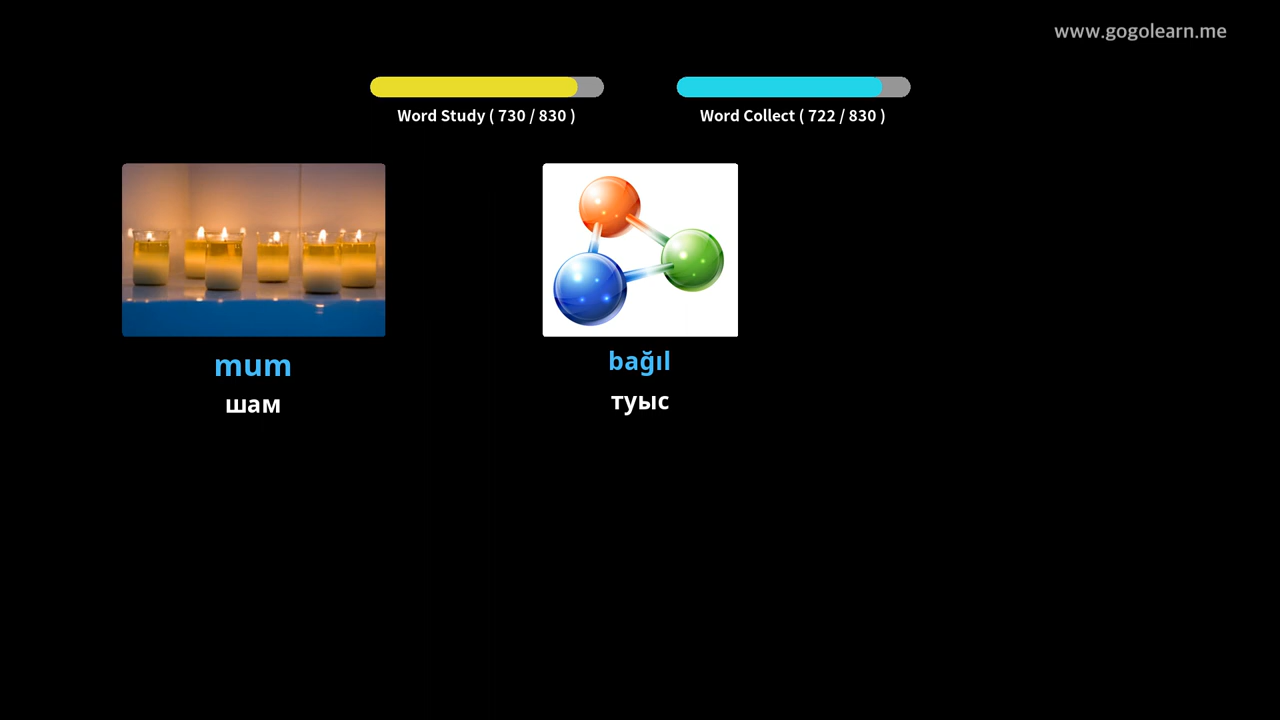 www.gogolearn.me
Word Study ( 730 / 830 )
Word Collect ( 722 / 830 )
mum
шам
bağıl
туыс